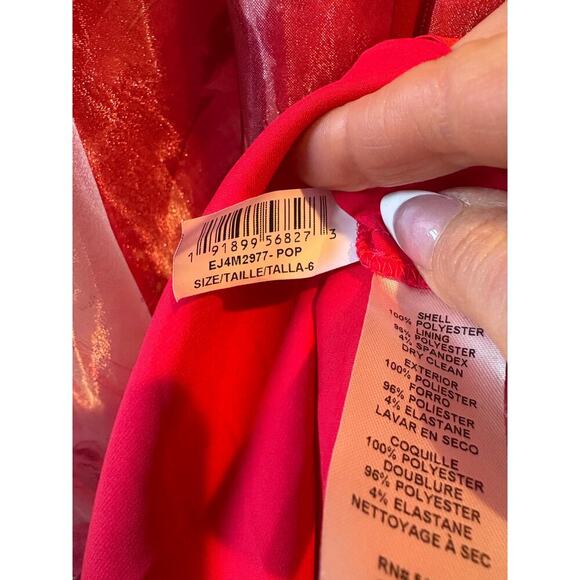 1 91899 56827 3
EJ4M2977- POP
SIZE/TAILLE/TALLA-6
SHELL
100% POLYESTER
LINING
96% POLYESTER
4% SPANDEX
DRY CLEAN
EXTERIOR
100% POLIESTER
FORRO
96% POLIESTER
4% ELASTANE
LAVAR EN SECO
COQUILLE
100% POLYESTER
DOUBLURE
96% POLYESTER
4% ELASTANE
NETTOYAGE À SEC
RN#